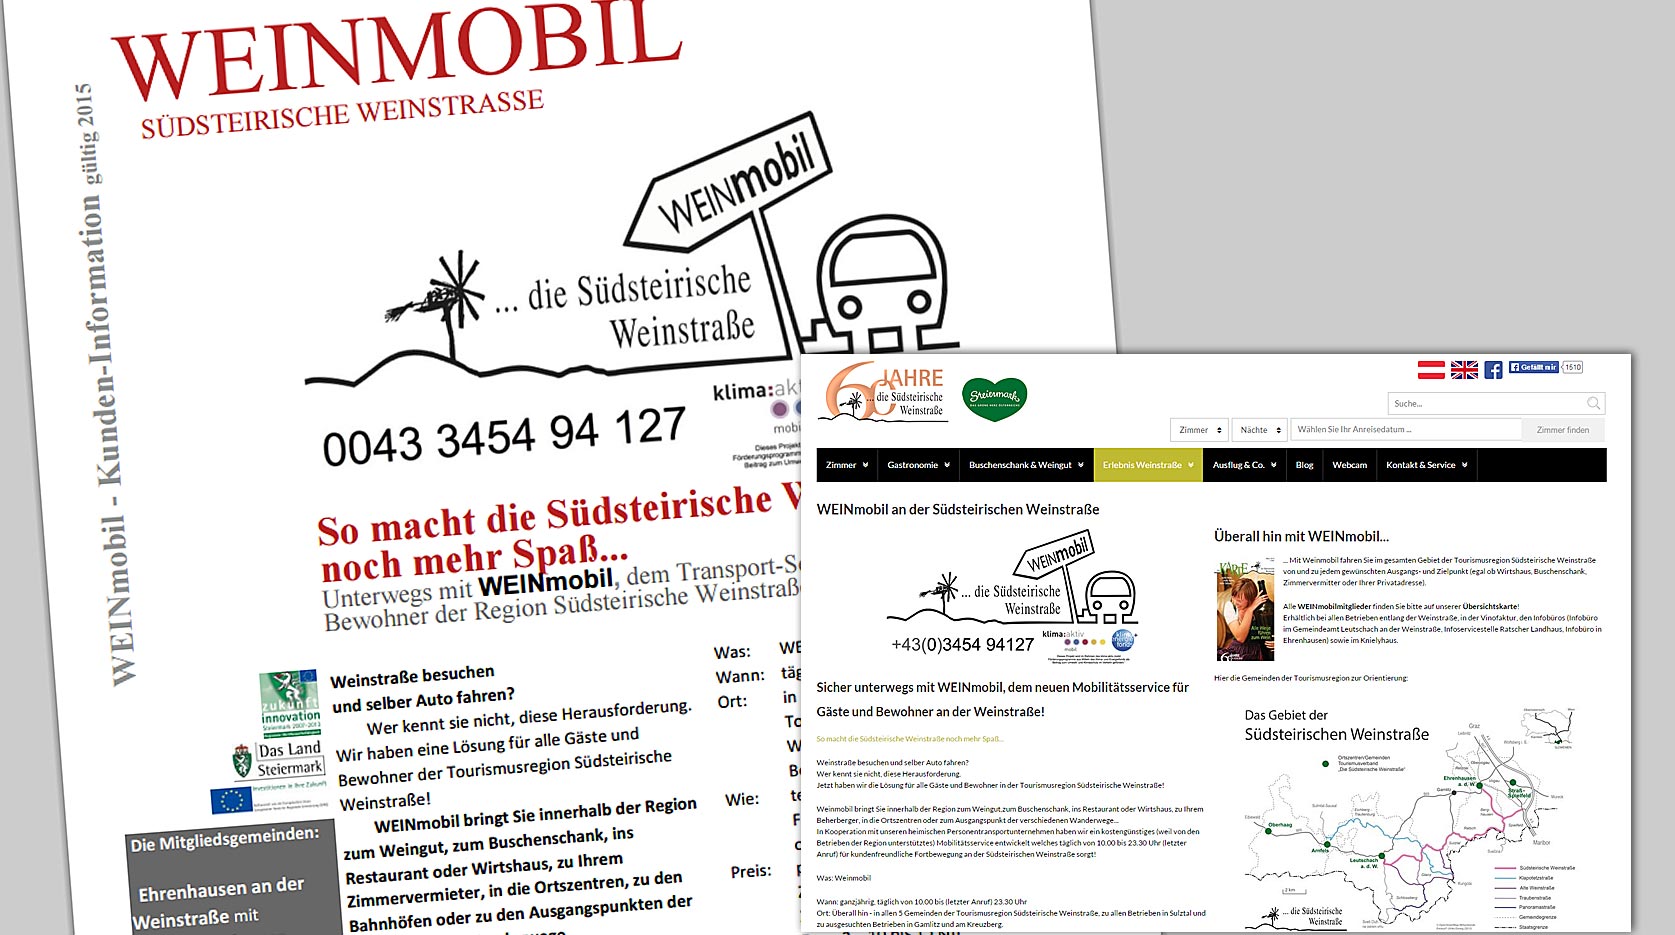 WEINMOBIL
SÜDSTEIRISCHE WEINSTRASSE
WEINmobil - Kunden-Information gültig 2015
WEINmobil
... die Südsteirische
Weinstraße
klima:akt
mobi
0043 3454 94 127
So macht die Südsteirische W
noch mehr Spaß...
Unterwegs mit WEINmobil, dem Transport-Se
Bewohner der Region Südsteirische Weinstraß
zukunft
innovation
Das Land
Steiermark
Die Mitgliedsgemeinden:
Ehrenhausen an der
Weinstraße mit
Weinstraße besuchen
und selber Auto fahren?
Wer kennt sie nicht, diese Herausforderung.
Wir haben eine Lösung für alle Gäste und
Bewohner der Tourismusregion Südsteirische
Weinstraße!
WEINmobil bringt Sie innerhalb der Region
zum Weingut, zum Buschenschank, ins
Restaurant oder Wirtshaus, zu Ihrem
Zimmervermieter, in die Ortszentren, zu den
Bahnhöfen oder zu den Ausgangspunkten der
Was:
Wann:
Ort:
Wie:
Preis:
60 JAHRE
... die Südsteirische
Weinstraße
Steiermark
Gefällt mir 1510
Suche...
Zimmer Nächte Wählen Sie Ihr Anreisedatum ... Zimmer finden
Zimmer Gastronomie Buschenschank & Weingut Erlebnis Weinstraße Ausflug & Co. Blog Webcam Kontakt & Service
WEINmobil an der Südsteirischen Weinstraße
WEINmobil
... die Südsteirische
Weinstraße
+43(0)3454 94127
klima:aktiv
mobil
Sicher unterwegs mit WEINmobil, dem neuen Mobilitätsservice für
Gäste und Bewohner an der Weinstraße!
So macht die Südsteirische Weinstraße noch mehr Spass...
Weinstraße besuchen und selber Auto fahren?
Wer kennt sie nicht, diese Herausforderung.
Jetzt haben wir die Lösung für alle Gäste und Bewohner in der Tourismusregion Südsteirische Weinstraße!
Weinmobil bringt Sie innerhalb der Region zum Weingut,zum Buschenschank, ins Restaurant oder Wirtshaus, zu Ihrem
Beherberger, in die Ortszentren oder zum Ausgangspunkt der verschiedenen Wanderwege...
In Kooperation mit unseren heimischen Personentransportunternehmen haben wir ein kostengünstiges (weil von den
Betrieben der Region unterstütztes) Mobilitätsservice entwickelt welches täglich von 10.00 bis 23.30 Uhr (letzter
Anruf) für kundenfreundliche Fortbewegung an der Südsteirischen Weinstraße sorgt!
Was: Weinmobil
Wann: ganzjährig, täglich von 10.00 bis (letzter Anruf) 23.30 Uhr
Ort: Überall hin - in allen 5 Gemeinden der Tourismusregion Südsteirische Weinstraße, zu allen Betrieben in Sulztal und
zu ausgesuchten Betrieben in Gamlitz und am Kreuzberg.
Überall hin mit WEINmobil...
... Mit Weinmobil fahren Sie im gesamten Gebiet der Tourismusregion Südsteirische Weinstraße
von und zu jedem gewünschten Ausgangs- und Zielpunkt (egal ob Wirtshaus, Buschenschank,
Zimmervermitter oder Ihrer Privatadresse).
Alle WEINmobilmitglieder finden Sie bitte auf unserer Übersichtskarte!
Erhältlich bei allen Betrieben entlang der Weinstraße, in der Vinofaktur, den Infobüros (Infobüro
im Gemeindeamt Leutschach an der Weinstraße, Infoservicestelle Ratscher Landhaus, Infobüro in
Ehrenhausen) sowie im Knielyhaus.
Hier die Gemeinden der Tourismusregion zur Orientierung:
Das Gebiet der
Südsteirischen Weinstraße
Ortszentren/Gemeinden
Tourismusverband
„Die Südsteirische Weinstraße"
Graz
Ehrenhausen
a. d. W.
Straß-
Spielfeld
Gamlitz
Oberhaag
Arnfels
Leutschach
a. d. W.
Maribor
2 km
Südsteirische Weinstraße
Klapotetzstraße
Alte Weinstraße
Traubenstraße
Panoramastraße
Gemeindegrenze
Staatsgrenze
... die Südsteirische
Weinstraße